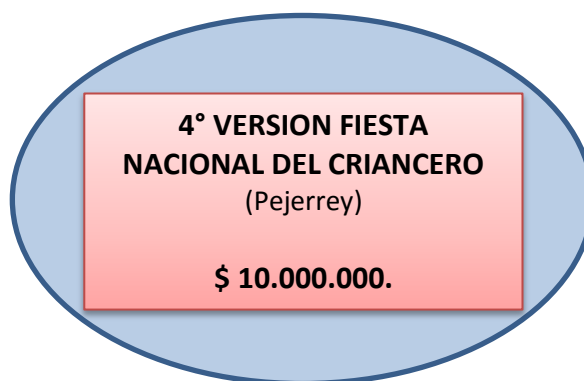 4° VERSION FIESTA
NACIONAL DEL CRIANCERO
(Pejerrey)
$ 10.000.000.